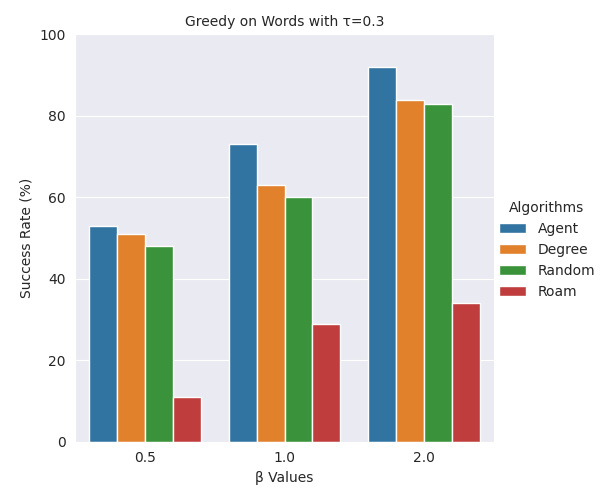 Greedy on Words with τ=0.3
100
80
60
40
20
0
Success Rate (%)
0.5 1.0 2.0
β Values
Algorithms
Agent
Degree
Random
Roam